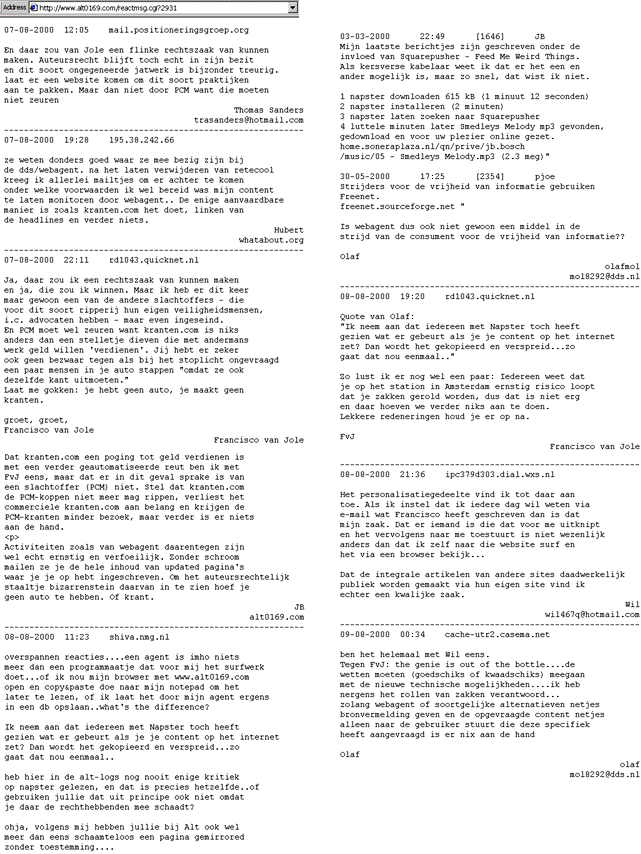 Address http://www.alt0169.com/reactmsg.cgi?2931
07-08-2000 12:05 mail.positioneringsgroep.org
En daar zou van Jole een flinke rechtszaak van kunnen
maken. Auteursrecht blijft toch echt in zijn bezit
en dit soort ongegeneerde jatwerk is bijzonder treurig.
laat er een website komen om dit soort praktijken
aan te pakken. Maar dan niet door PCM want die moeten
niet zeuren
Thomas Sanders
trasanders@hotmail.com
07-08-2000 19:28 195.38.242.66
ze weten donders goed waar ze mee bezig zijn bij
de dds/webagent. na het laten verwijderen van retecool
kreeg ik allerlei mailtjes om er achter te komen
onder welke voorwaarden ik wel bereid was mijn content
te laten monitoren door webagent.. De enige aanvaardbare
manier is zoals kranten.com het doet, linken van
de headlines en verder niets.
Hubert
whatabout.org
07-08-2000 22:11 rd1043.quicknet.nl
Ja, daar zou ik een rechtszaak van kunnen maken
en ja, die zou ik winnen. Maar ik heb er dit keer
maar gewoon een van de andere slachtoffers - die
voor dit soort ripperij hun eigen veiligheidsmensen,
i.c. advocaten hebben - maar even ingeseind.
En PCM moet wel zeuren want kranten.com is niks
anders dan een stelletje dieven die met andermans
werk geld willen 'verdienen'. Jij hebt er zeker
ook geen bezwaar tegen als bij het stoplicht ongevraagd
een paar mensen in je auto stappen "omdat ze ook
dezelfde kant uitmoeten."
Laat me gokken: je hebt geen auto, je maakt geen
kranten.
groet, groet,
Francisco van Jole
Francisco van Jole
Dat kranten.com een poging tot geld verdienen is
met een verder geautomatiseerde reut ben ik met
FvJ eens, maar dat er in dit geval sprake is van
een slachtoffer (PCM) niet. Stel dat kranten.com
de PCM-koppen niet meer mag rippen, verliest het
commerciele kranten.com aan belang en krijgen de
PCM-kranten minder bezoek, maar verder is er niets
aan de hand.
<p>
Activiteiten zoals van webagent daarentegen zijn
wel echt ernstig en verfoeilijk. Zonder schroom
mailen ze je de hele inhoud van updated pagina's
waar je je op hebt ingeschreven. Om het auteursrechtelijk
staaltje bizarrenstein daarvan in te zien hoef je
geen auto te hebben. Of krant.
JB
alt0169.com
08-08-2000 11:23 shiva.nmg.nl
overspannen reacties....een agent is imho niets
meer dan een programmaatje dat voor mij het surfwerk
doet...of ik nou mijn browser met www.alt0169.com
open en copy&paste doe naar mijn notepad om het
later te lezen, of ik laat het door mijn agent ergens
in een db opslaan..what's the difference?
Ik neem aan dat iedereen met Napster toch heeft
gezien wat er gebeurt als je je content op het internet
zet? Dan wordt het gekopieerd en verspreid...zo
gaat dat nou eenmaal..
heb hier in de alt-logs nog nooit enige kritiek
op napster gelezen, en dat is precies hetzelfde..of
gebruiken jullie dat uit principe ook niet omdat
je daar de rechthebbenden mee schaadt?
ohja, volgens mij hebben jullie bij Alt ook wel
meer dan eens schaamteloos een pagina gemirrored
zonder toestemming....
03-03-2000 22:49 [1646] JB
Mijn laatste berichtjes zijn geschreven onder de
invloed van Squarepusher - Feed Me Weird Things.
Als kersverse kabelaar weet ik dat er het een en
ander mogelijk is, maar zo snel, dat wist ik niet.
1 napster downloaden 615 kB (1 minuut 12 seconden)
2 napster installeren (2 minuten)
3 napster laten zoeken naar Squarepusher
4 luttele minuten later Smedleys Melody mp3 gevonden,
gedownload en voor uw plezier online gezet.
home.soneraplaza.nl/qn/prive/jb.bosch
/music/05 - Smedleys Melody.mp3 (2.3 meg)"
30-05-2000 17:25 [2354] pjoe
Strijders voor de vrijheid van informatie gebruiken
Freenet.
freenet.sourceforge.net "
Is webagent dus ook niet gewoon een middel in de
strijd van de consument voor de vrijheid van informatie??
Olaf
olafmol
mol8292@dds.nl
08-08-2000 19:20 rd1043.quicknet.nl
Quote van Olaf:
"Ik neem aan dat iedereen met Napster toch heeft
gezien wat er gebeurt als je je content op het internet
zet? Dan wordt het gekopieerd en verspreid...zo
gaat dat nou eenmaal.."
Zo lust ik er nog wel een paar: Iedereen weet dat
je op het station in Amsterdam ernstig risico loopt
dat je zakken gerold worden, dus dat is niet erg
en daar hoeven we verder niks aan te doen.
Lekkere redeneringen houd je er op na.
FvJ
Francisco van Jole
08-08-2000 21:36 ipc379d303.dial.wxs.nl
Het personalisatiegedeelte vind ik tot daar aan
toe. Als ik instel dat ik iedere dag wil weten via
e-mail wat Francisco heeft geschreven dan is dat
mijn zaak. Dat er iemand is die dat voor me uitknipt
en het vervolgens naar me toestuurt is niet wezenlijk
anders dan dat ik zelf naar die website surf en
het via een browser bekijk...
Dat de integrale artikelen van andere sites daadwerkelijk
publiek worden gemaakt via hun eigen site vind ik
echter een kwalijke zaak.
Wil
wil467q@hotmail.com
09-08-2000 00:34 cache-utr2.casema.net
ben het helemaal met Wil eens.
Tegen FvJ: the genie is out of the bottle....de
wetten moeten (goedschiks of kwaadschiks) meegaan
met de nieuwe technische mogelijkheden....ik heb
nergens het rollen van zakken verantwoord...
zolang webagent of soortgelijke alternatieven netjes
bronvermelding geven en de opgevraagde content netjes
alleen naar de gebruiker stuurt die deze specifiek
heeft aangevraagd is er nix aan de hand
Olaf
olaf
mol8292@dds.nl